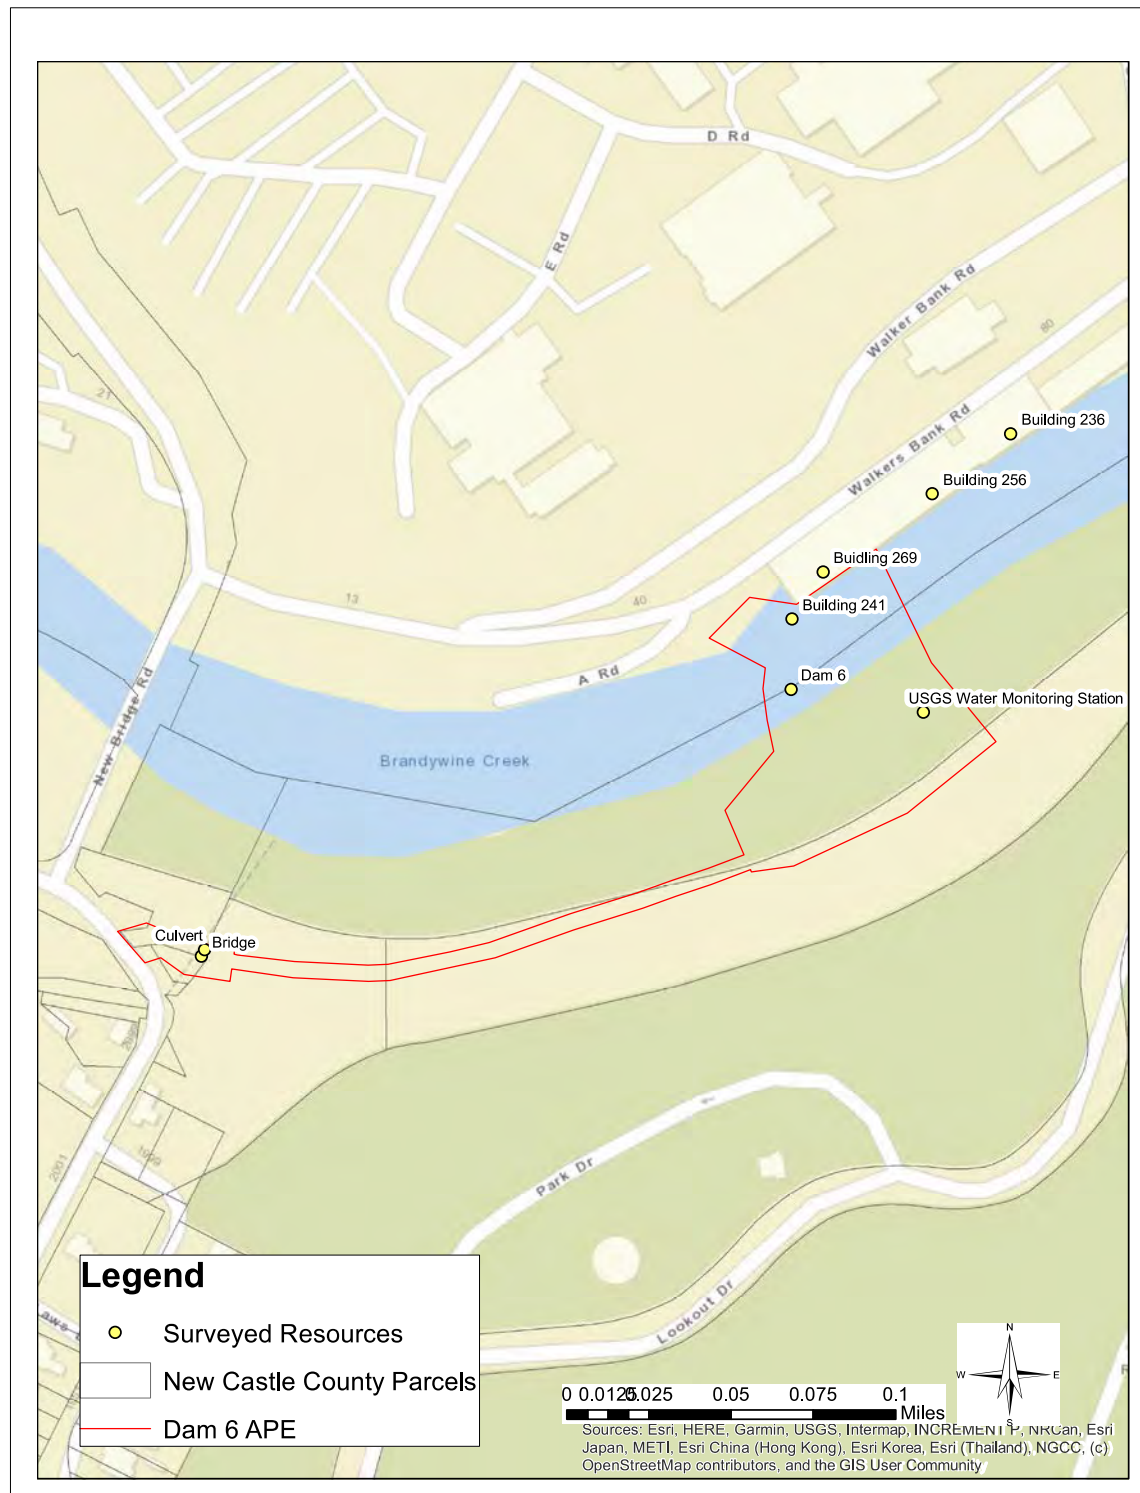 D Rd
E Rd
Walker Bank Rd
80
21
Building 236
Walkers Bank Rd
Building 256
Buidling 269
13
40
Building 241
A Rd
Dam 6
New Bridge Rd
USGS Water Monitoring Station
Brandywine Creek
Culvert
Bridge
1999
2001
Park Dr
Lookout Dr
Legend
Surveyed Resources
New Castle County Parcels
Dam 6 APE
N
W
E
S
0 0.0125 0.025 0.05 0.075 0.1
Miles
Sources: Esri, HERE, Garmin, USGS, Intermap, INCREMENT P, NRCan, Esri
Japan, METI, Esri China (Hong Kong), Esri Korea, Esri (Thailand), NGCC, (c)
OpenStreetMap contributors, and the GIS User Community